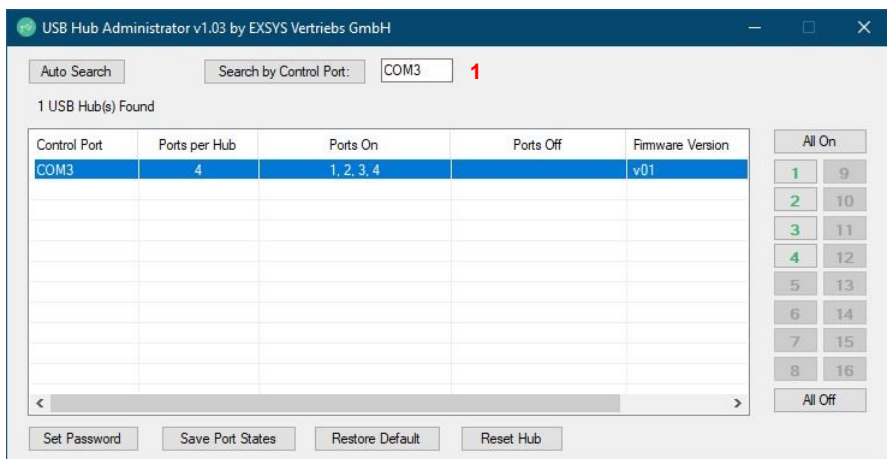 USB Hub Administrator v1.03 by EXSYS Vertriebs GmbH
Auto Search Search by Control Port: COM3 1
1 USB Hub(s) Found
Control Port Ports per Hub Ports On Ports Off Firmware Version All On
COM3 4 1, 2, 3, 4 v01 1 9
2 10
3 11
4 12
5 13
6 14
7 15
8 16
All Off
Set Password Save Port States Restore Default Reset Hub